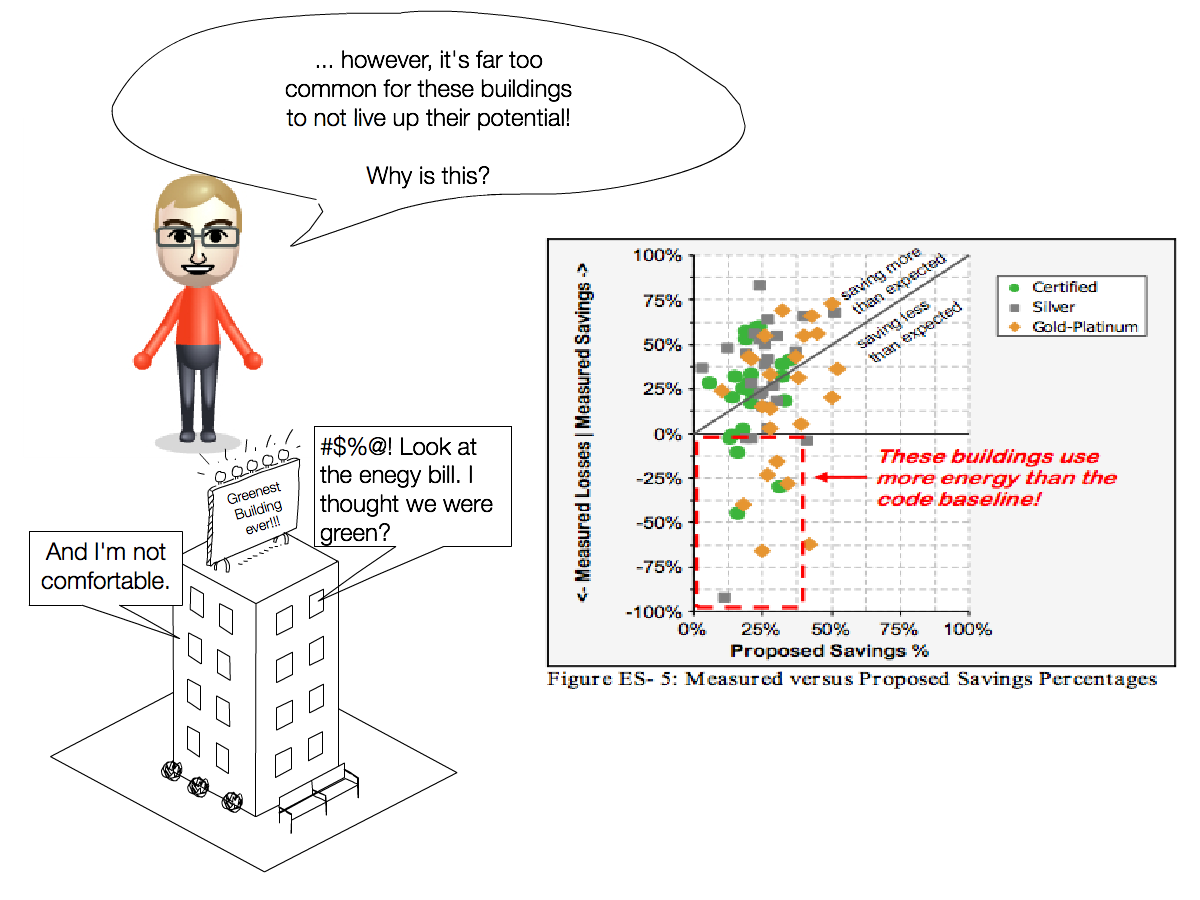 ... however, it's far too
common for these buildings
to not live up their potential!
Why is this?
#$%@! Look at
the enegy bill. I
thought we were
green?
Greenest
Building
ever!!!
And I'm not
comfortable.
<- Measured Losses | Measured Savings ->
100%
75%
50%
25%
0%
-25%
-50%
-75%
-100%
0%
25%
50%
75%
100%
Proposed Savings %
saving more
than expected
saving less
than expected
Certified
Silver
Gold-Platinum
These buildings use
more energy than the
code baseline!
Figure ES- 5: Measured versus Proposed Savings Percentages